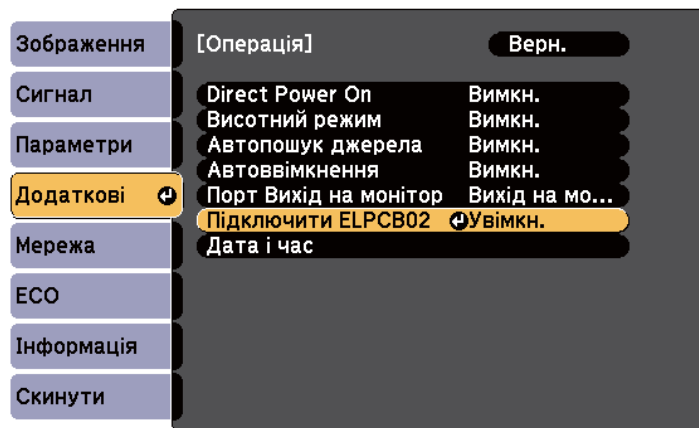 Зображення
Сигнал
Параметри
Додаткові
Мережа
ECO
Інформація
Скинути
[Операція] Верн.
Direct Power On Вимкн.
Висотний режим Вимкн.
Автопошук джерела Вимкн.
Автоввімкнення Вимкн.
Порт Вихід на монітор Вихід на мо...
Підключити ELPCB02 Увімкн.
Дата і час